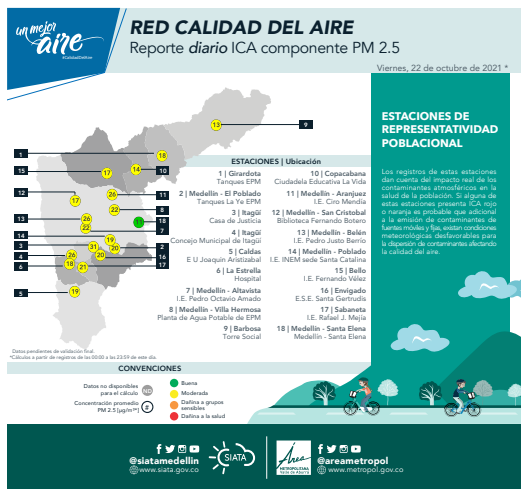 un mejor
aire
#CalidadDelAire
RED CALIDAD DEL AIRE
Reporte diario ICA componente PM 2.5
Viernes, 22 de octubre de 2021 *
ESTACIONES DE
REPRESENTATIVIDAD
POBLACIONAL
Los registros de estas estaciones
dan cuenta del impacto real de los
contaminantes atmosféricos en la
salud de la población. Si alguna de
estas estaciones presenta ICA rojo
o naranja es probable que adicional
a la emisión de contaminantes de
fuentes móviles y fijas, existan condiciones
meteorológicas desfavorables para
la dispersión de contaminantes afectando
la calidad del aire.
13
9
1
18
15
17
14
10
12
17
26
11
22
8
13
26
22
11
18
7
14
19
3
31
20
2
4
26
20
16
6
18
21
17
5
19
ESTACIONES | Ubicación
1 | Girardota
Tanques EPM
2 | Medellín - El Poblado
Tanques La Ye EPM
3 | Itagüí
Casa de Justicia
4 | Itagüí
Concejo Municipal de Itagüí
5 | Caldas
E U Joaquín Aristizabal
6 | La Estrella
Hospital
7 | Medellín - Altavista
I.E. Pedro Octavio Amado
8 | Medellín - Villa Hermosa
Planta de Agua Potable de EPM
9 | Barbosa
Torre Social
10 | Copacabana
Ciudadela Educativa La Vida
11 | Medellín - Aranjuez
I.E. Ciro Mendía
12 | Medellín - San Cristobal
Biblioteca Fernando Botero
13 | Medellín - Belén
I.E. Pedro Justo Berrio
14 | Medellín - Poblado
I.E. INEM sede Santa Catalina
15 | Bello
I.E. Fernando Vélez
16 | Envigado
E.S.E. Santa Gertrudis
17 | Sabaneta
I.E. Rafael J. Mejía
18 | Medellín - Santa Elena
Medellín - Santa Elena
Datos pendientes de validación final.
*Cálculos a partir de registros de las 00:00 a las 23:59 de este día.
CONVENCIONES
Datos no disponibles
para el cálculo
ND
Concentración promedio
PM 2.5 [µg/m³]
#
Buena
Moderada
Dañina a grupos
sensibles
Dañina a la salud
@siatamedellin
www.siata.gov.co
SIATA
Área
METROPOLITANA
Valle de Aburrá
@areametropol
www.metropol.gov.co